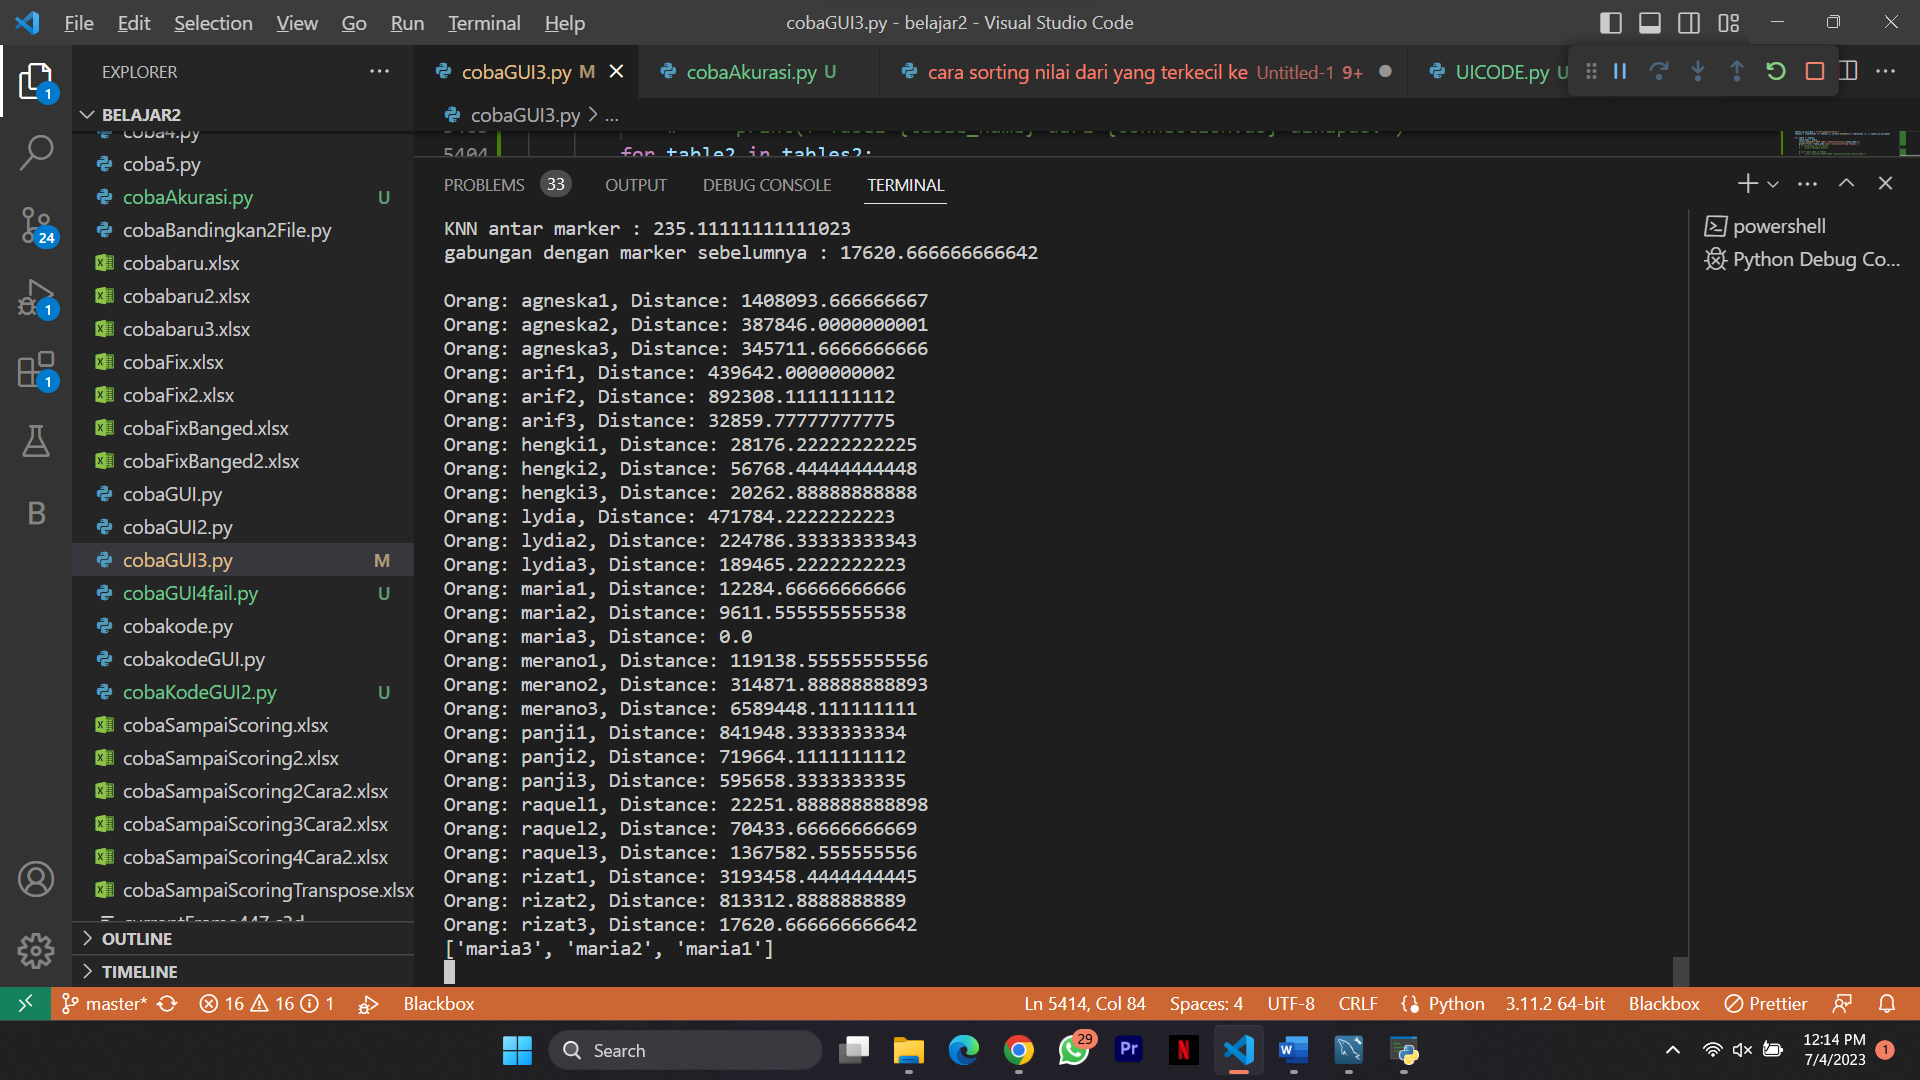 File Edit Selection View Go Run Terminal Help
cobaGUI3.py - belajar2 - Visual Studio Code
EXPLORER
cobaGUI3.py M
cobaAkurasi.py U
cara sorting nilai dari yang terkecil ke Untitled-1 9+
UICODE.py U
BELAJAR2
cobaGUI3.py > ...
coba4.py
coba5.py
cobaAkurasi.py U
cobaBandingkan2File.py
cobabaru.xlsx
cobabaru2.xlsx
cobabaru3.xlsx
cobaFix.xlsx
cobaFix2.xlsx
cobaFixBanged.xlsx
cobaFixBanged2.xlsx
cobaGUI.py
cobaGUI2.py
cobaGUI3.py M
cobaGUI4fail.py U
cobakode.py
cobakodeGUI.py
cobaKodeGUI2.py U
cobaSampaiScoring.xlsx
cobaSampaiScoring2.xlsx
cobaSampaiScoring2Cara2.xlsx
cobaSampaiScoring3Cara2.xlsx
cobaSampaiScoring4Cara2.xlsx
cobaSampaiScoringTranspose.xlsx
OUTLINE
TIMELINE
1
24
1
1
B
5404 for table2 in tables2:
PROBLEMS 33 OUTPUT DEBUG CONSOLE TERMINAL
powershell
Python Debug Co...
KNN antar marker : 235.11111111111023
gabungan dengan marker sebelumnya : 17620.666666666642
Orang: agneska1, Distance: 1408093.666666667
Orang: agneska2, Distance: 387846.0000000001
Orang: agneska3, Distance: 345711.6666666666
Orang: arif1, Distance: 439642.0000000002
Orang: arif2, Distance: 892308.1111111112
Orang: arif3, Distance: 32859.77777777775
Orang: hengki1, Distance: 28176.22222222225
Orang: hengki2, Distance: 56768.44444444448
Orang: hengki3, Distance: 20262.88888888888
Orang: lydia, Distance: 471784.2222222223
Orang: lydia2, Distance: 224786.33333333343
Orang: lydia3, Distance: 189465.2222222223
Orang: maria1, Distance: 12284.66666666666
Orang: maria2, Distance: 9611.555555555538
Orang: maria3, Distance: 0.0
Orang: merano1, Distance: 119138.55555555556
Orang: merano2, Distance: 314871.88888888893
Orang: merano3, Distance: 6589448.111111111
Orang: panji1, Distance: 841948.3333333334
Orang: panji2, Distance: 719664.1111111112
Orang: panji3, Distance: 595658.3333333335
Orang: raquel1, Distance: 22251.888888888898
Orang: raquel2, Distance: 70433.66666666669
Orang: raquel3, Distance: 1367582.555555556
Orang: rizat1, Distance: 3193458.4444444445
Orang: rizat2, Distance: 813312.8888888889
Orang: rizat3, Distance: 17620.666666666642
['maria3', 'maria2', 'maria1']
master* 16 16 1 Blackbox
Ln 5414, Col 84 Spaces: 4 UTF-8 CRLF Python 3.11.2 64-bit Blackbox Prettier
Search
29
Pr
N
W
12:14 PM
7/4/2023
1